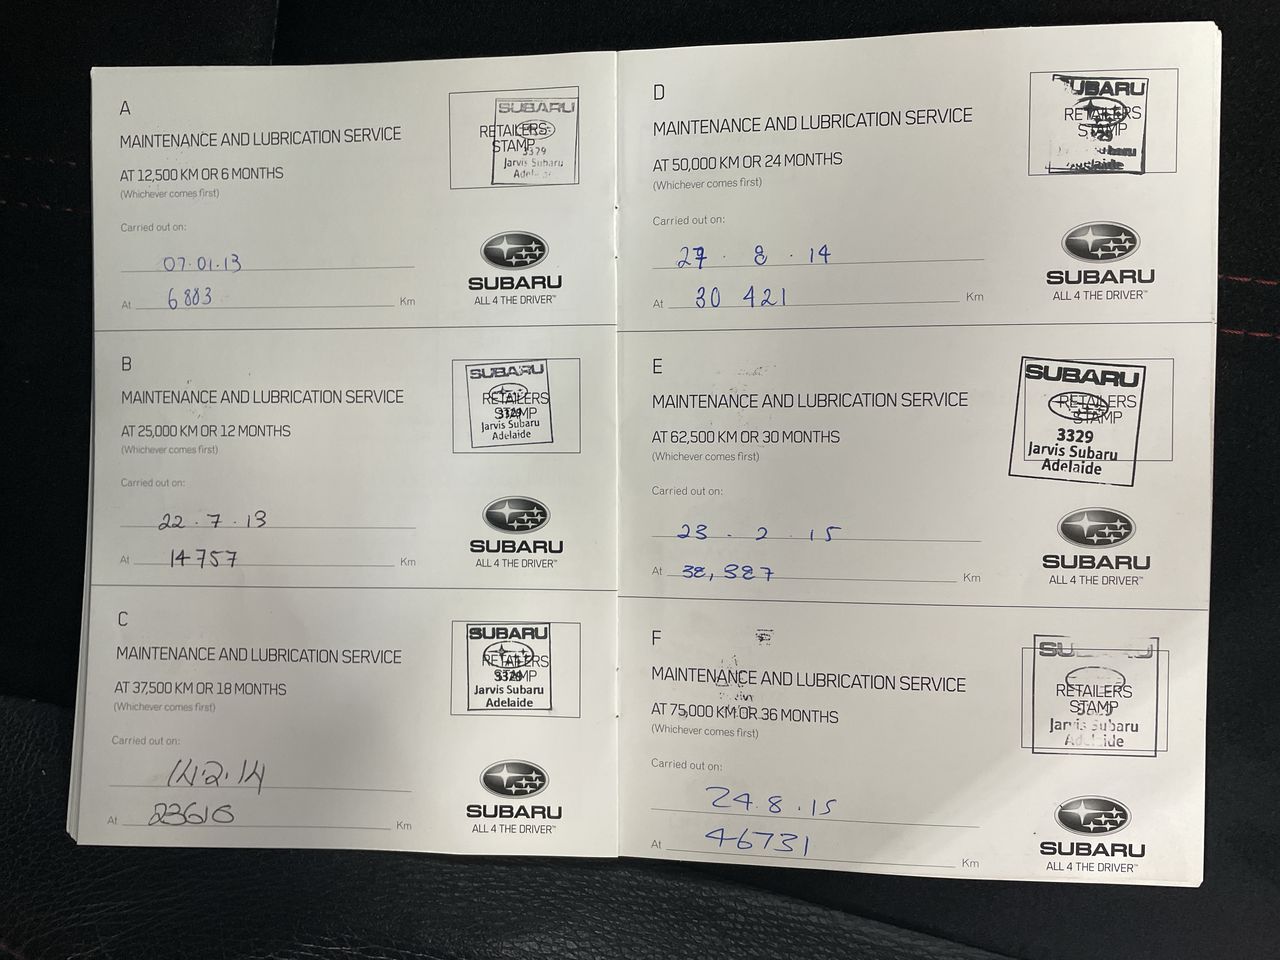 A
MAINTENANCE AND LUBRICATION SERVICE
AT 12,500 KM OR 6 MONTHS
(Whichever comes first)
Carried out on:
07.01.13
At 6883 Km
RETAILERS
STAMP
SUBARU
3329
Jarvis Subaru
SUBARU
ALL 4 THE DRIVER™
B
MAINTENANCE AND LUBRICATION SERVICE
AT 25,000 KM OR 12 MONTHS
(Whichever comes first)
Carried out on:
22.7.13
At 14757 Km
RETAILERS
STAMP
SUBARU
3329
Jarvis Subaru
Adelaide
SUBARU
ALL 4 THE DRIVER™
C
MAINTENANCE AND LUBRICATION SERVICE
AT 37,500 KM OR 18 MONTHS
(Whichever comes first)
Carried out on:
14.2.14
At 23616 Km
RETAILERS
STAMP
SUBARU
3329
Jarvis Subaru
Adelaide
SUBARU
ALL 4 THE DRIVER™
D
MAINTENANCE AND LUBRICATION SERVICE
AT 50,000 KM OR 24 MONTHS
(Whichever comes first)
Carried out on:
27.8.14
At 30 421 Km
RETAILERS
STAMP
SUBARU
ALL 4 THE DRIVER™
E
MAINTENANCE AND LUBRICATION SERVICE
AT 62,500 KM OR 30 MONTHS
(Whichever comes first)
Carried out on:
23.2.15
At Km
RETAILERS
STAMP
SUBARU
3329
Jarvis Subaru
Adelaide
SUBARU
ALL 4 THE DRIVER™
F
MAINTENANCE AND LUBRICATION SERVICE
AT 75,000 KM OR 36 MONTHS
(Whichever comes first)
Carried out on:
24.8.15
At 46731 Km
RETAILERS
STAMP
Jarvis Subaru
Adelaide
SUBARU
ALL 4 THE DRIVER™